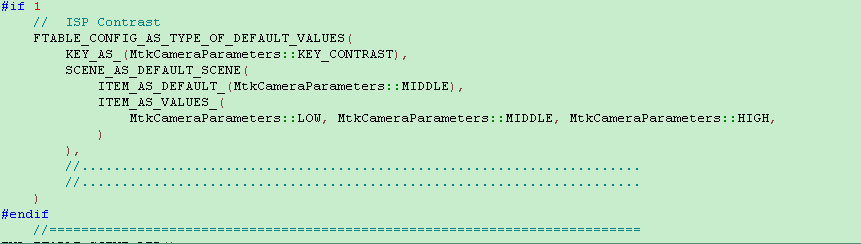 #if 1
    //  ISP Contrast
    FTABLE_CONFIG_AS_TYPE_OF_DEFAULT_VALUES(
        KEY_AS_(MtkCameraParameters::KEY_CONTRAST),
        SCENE_AS_DEFAULT_SCENE(
            ITEM_AS_DEFAULT_(MtkCameraParameters::MIDDLE),
            ITEM_AS_VALUES_(
                MtkCameraParameters::LOW, MtkCameraParameters::MIDDLE, MtkCameraParameters::HIGH,
            )
        ),
        //......................................................................
        //......................................................................
    )
#endif
    //==========================================================================